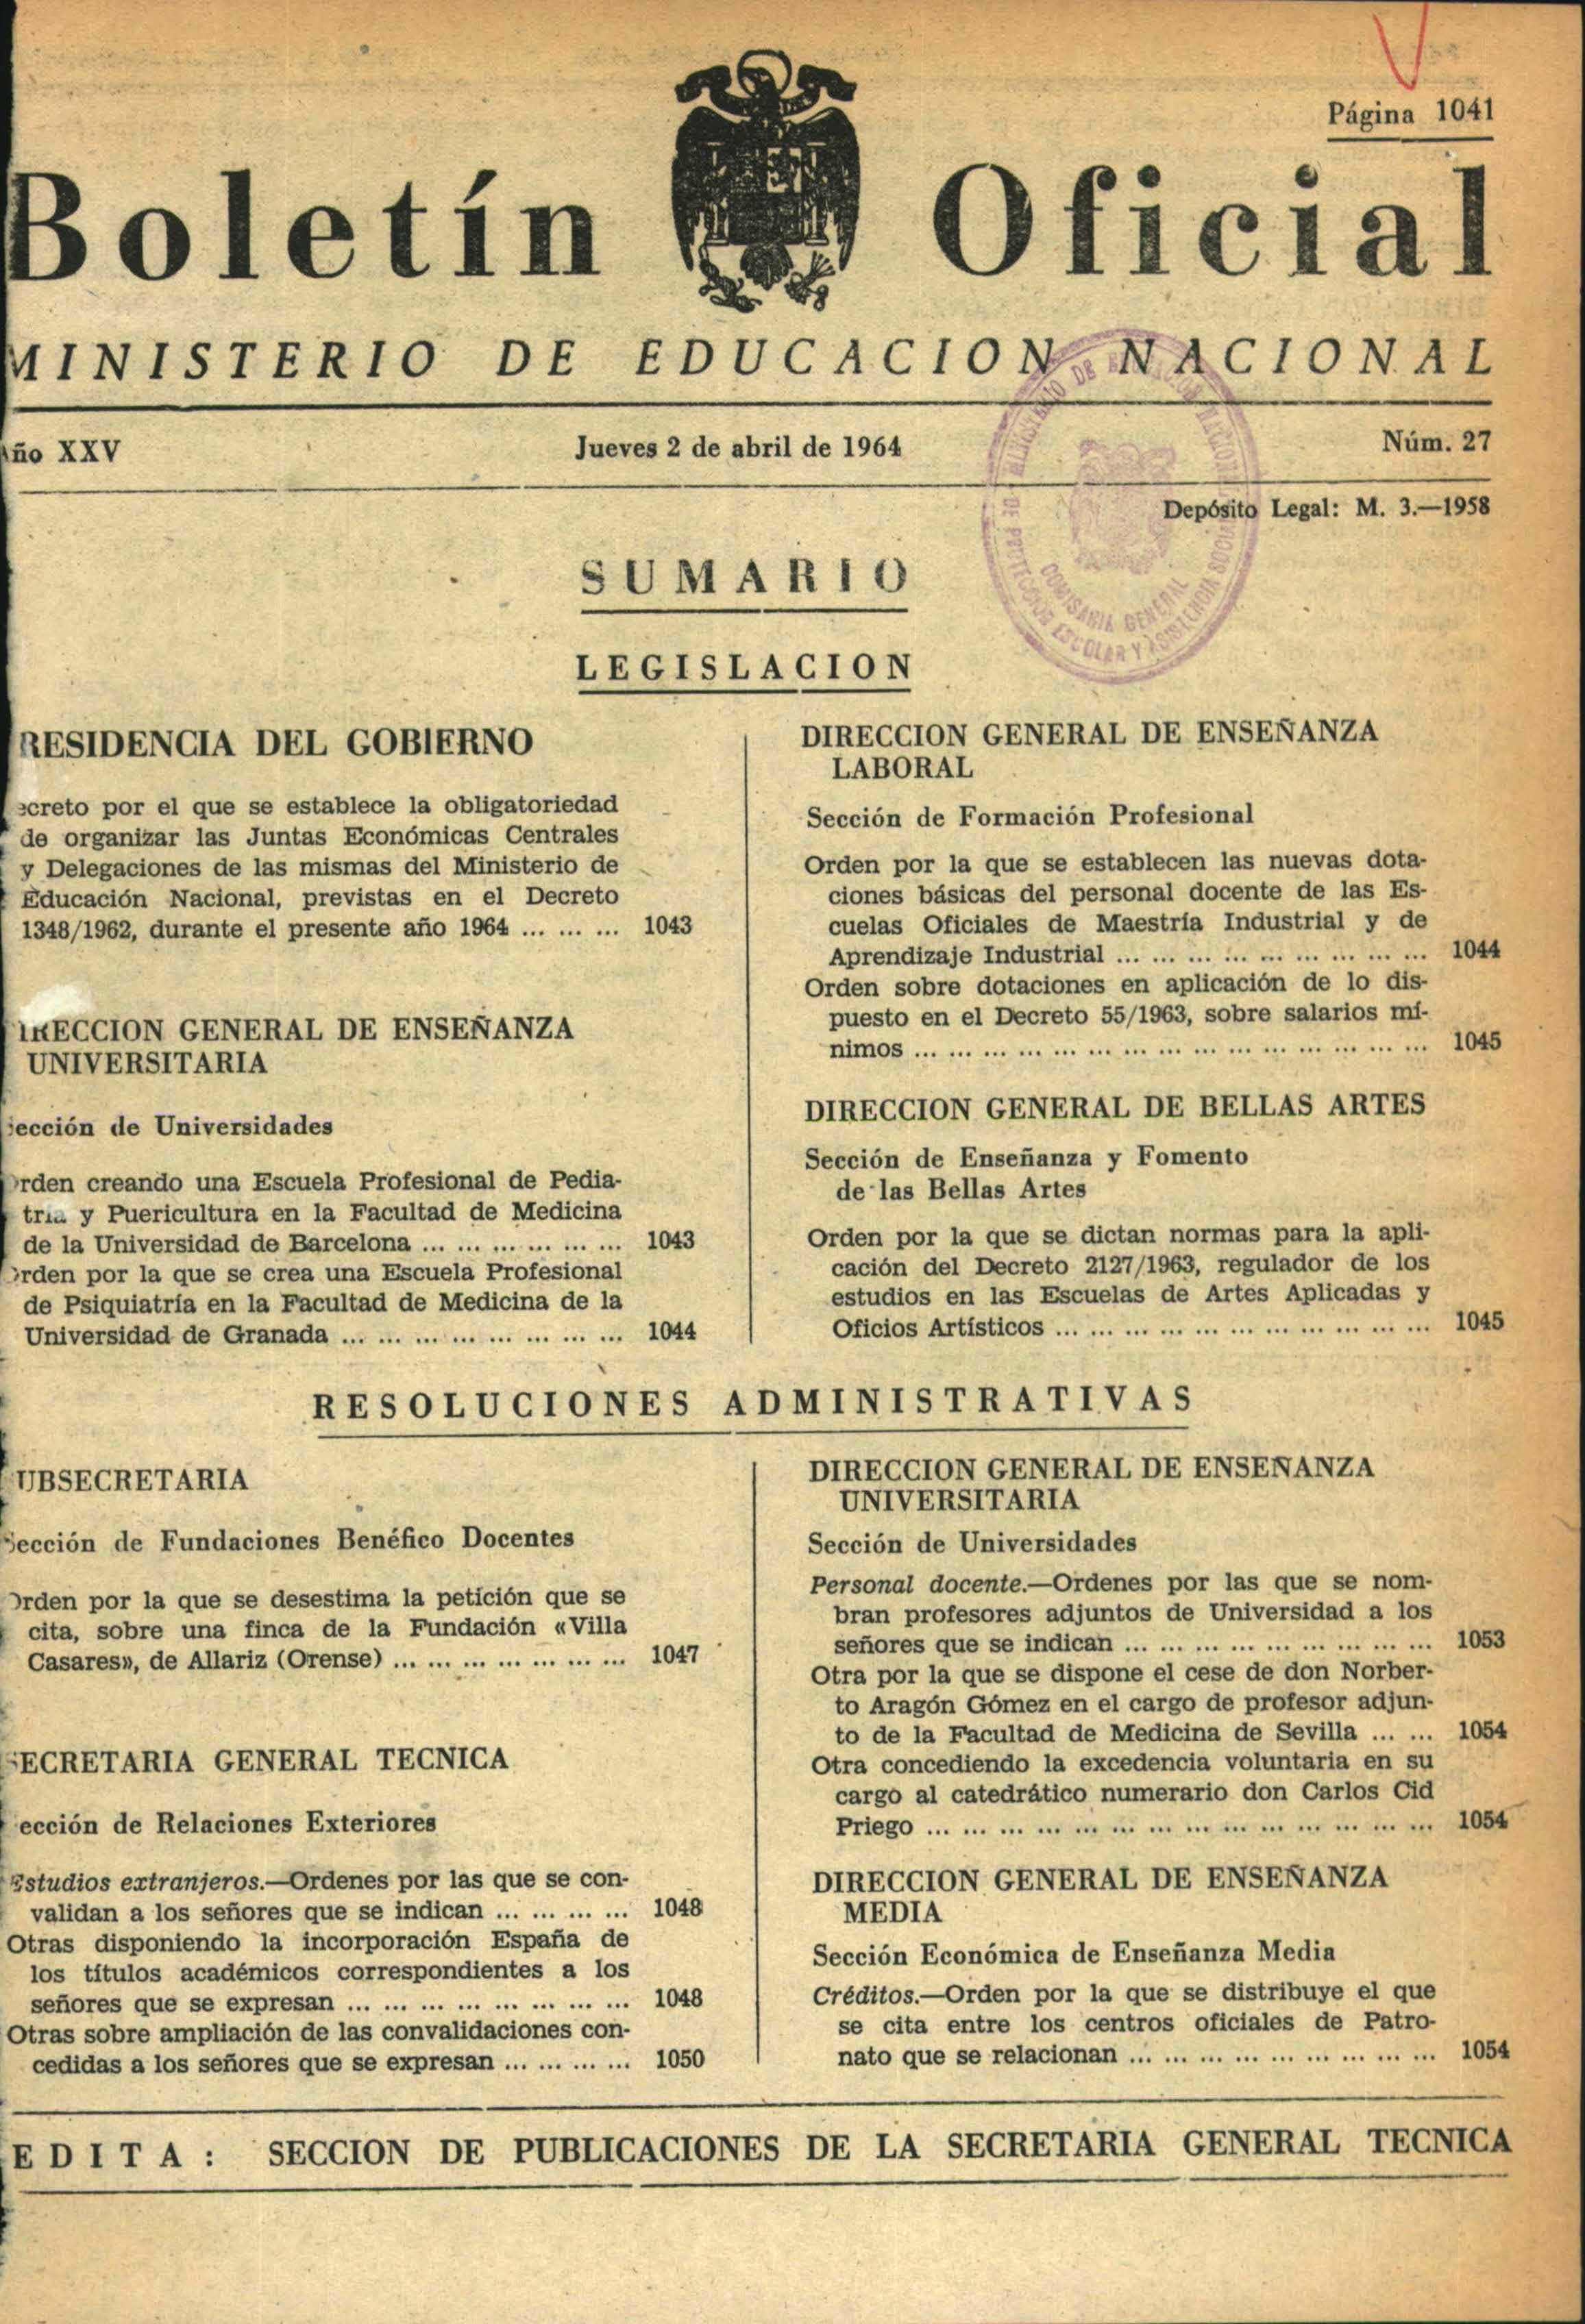 Página 1041
Boletín Oficial
MINISTERIO DE EDUCACION NACIONAL
Año XXV
Jueves 2 de abril de 1964
Núm. 27
Depósito Legal: M. 3.—1958
SUMARIO
LEGISLACION
RESIDENCIA DEL GOBIERNO
ecreto por el que se establece la obligatoriedad
de organizar las Juntas Económicas Centrales
y Delegaciones de las mismas del Ministerio de
Educación Nacional, previstas en el Decreto
1348/1962, durante el presente año 1964 ... ... ... 1043
IRECCION GENERAL DE ENSEÑANZA
UNIVERSITARIA
ección de Universidades
Orden creando una Escuela Profesional de Pedia-
tria y Puericultura en la Facultad de Medicina
de la Universidad de Barcelona ... ... ... ... ... ... 1043
Orden por la que se crea una Escuela Profesional
de Psiquiatría en la Facultad de Medicina de la
Universidad de Granada ... ... ... ... ... ... ... ... 1044
DIRECCION GENERAL DE ENSEÑANZA
LABORAL
Sección de Formación Profesional
Orden por la que se establecen las nuevas dota-
ciones básicas del personal docente de las Es-
cuelas Oficiales de Maestría Industrial y de
Aprendizaje Industrial ... ... ... ... ... ... ... ... ... 1044
Orden sobre dotaciones en aplicación de lo dis-
puesto en el Decreto 55/1963, sobre salarios mí-
nimos ... ... ... ... ... ... ... ... ... ... ... ... ... ... ... 1045
DIRECCION GENERAL DE BELLAS ARTES
Sección de Enseñanza y Fomento
de las Bellas Artes
Orden por la que se dictan normas para la apli-
cación del Decreto 2127/1963, regulador de los
estudios en las Escuelas de Artes Aplicadas y
Oficios Artísticos ... ... ... ... ... ... ... ... ... ... ... 1045
RESOLUCIONES ADMINISTRATIVAS
UBSECRETARIA
Sección de Fundaciones Benéfico Docentes
Orden por la que se desestima la petición que se
cita, sobre una finca de la Fundación «Villa
Casares», de Allariz (Orense) ... ... ... ... ... ... ... 1047
SECRETARIA GENERAL TECNICA
ección de Relaciones Exteriores
Estudios extranjeros.—Ordenes por las que se con-
validan a los señores que se indican ... ... ... ... 1048
Otras disponiendo la incorporación España de
los títulos académicos correspondientes a los
señores que se expresan ... ... ... ... ... ... ... ... 1048
Otras sobre ampliación de las convalidaciones con-
cedidas a los señores que se expresan ... ... ... ... 1050
DIRECCION GENERAL DE ENSEÑANZA
UNIVERSITARIA
Sección de Universidades
Personal docente.—Ordenes por las que se nom-
bran profesores adjuntos de Universidad a los
señores que se indican ... ... ... ... ... ... ... ... ... 1053
Otra por la que se dispone el cese de don Norber-
to Aragón Gómez en el cargo de profesor adjun-
to de la Facultad de Medicina de Sevilla ... ... 1054
Otra concediendo la excedencia voluntaria en su
cargo al catedrático numerario don Carlos Cid
Priego ... ... ... ... ... ... ... ... ... ... ... ... ... ... 1054
DIRECCION GENERAL DE ENSEÑANZA
MEDIA
Sección Económica de Enseñanza Media
Créditos.—Orden por la que se distribuye el que
se cita entre los centros oficiales de Patro-
nato que se relacionan ... ... ... ... ... ... ... ... ... 1054
EDITA: SECCION DE PUBLICACIONES DE LA SECRETARIA GENERAL TECNICA
COMISARIA GENERAL
ESCOLAR Y ASISTENCIA SOCIAL